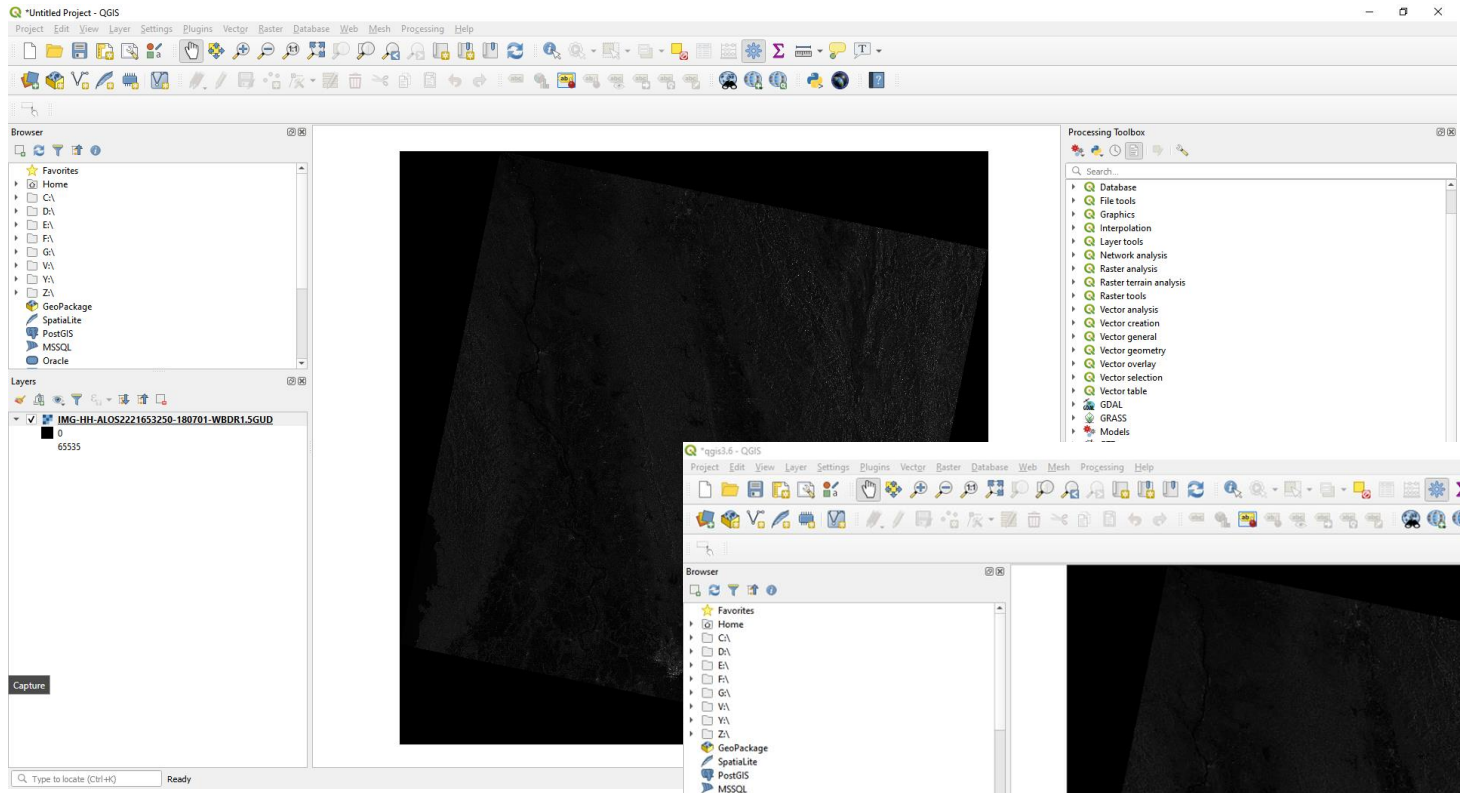 *Untitled Project - QGIS
Project Edit View Layer Settings Plugins Vector Raster Database Web Mesh Processing Help
Browser
Favorites
Home
C:\
D:\
E:\
F:\
G:\
V:\
Y:\
Z:\
GeoPackage
SpatiaLite
PostGIS
MSSQL
Oracle
Layers
IMG-HH-ALOS2221653250-180701-WBDR1.5GUD
0
65535
Capture
Type to locate (Ctrl+K) Ready
Processing Toolbox
Search...
Database
File tools
Graphics
Interpolation
Layer tools
Network analysis
Raster analysis
Raster terrain analysis
Raster tools
Vector analysis
Vector creation
Vector general
Vector geometry
Vector overlay
Vector selection
Vector table
GDAL
GRASS
Models
*qgis3.6 - QGIS
Project Edit View Layer Settings Plugins Vector Raster Database Web Mesh Processing Help
Browser
Favorites
Home
C:\
D:\
E:\
F:\
G:\
V:\
Y:\
Z:\
GeoPackage
SpatiaLite
PostGIS
MSSQL